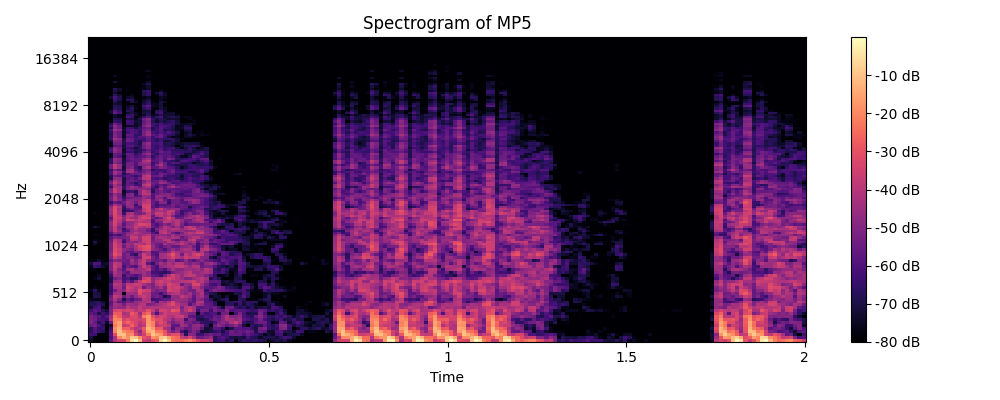 Spectrogram of MP5
16384
8192
4096
2048
1024
512
0
Hz
0
0.5
1
1.5
2
Time
-10 dB
-20 dB
-30 dB
-40 dB
-50 dB
-60 dB
-70 dB
-80 dB